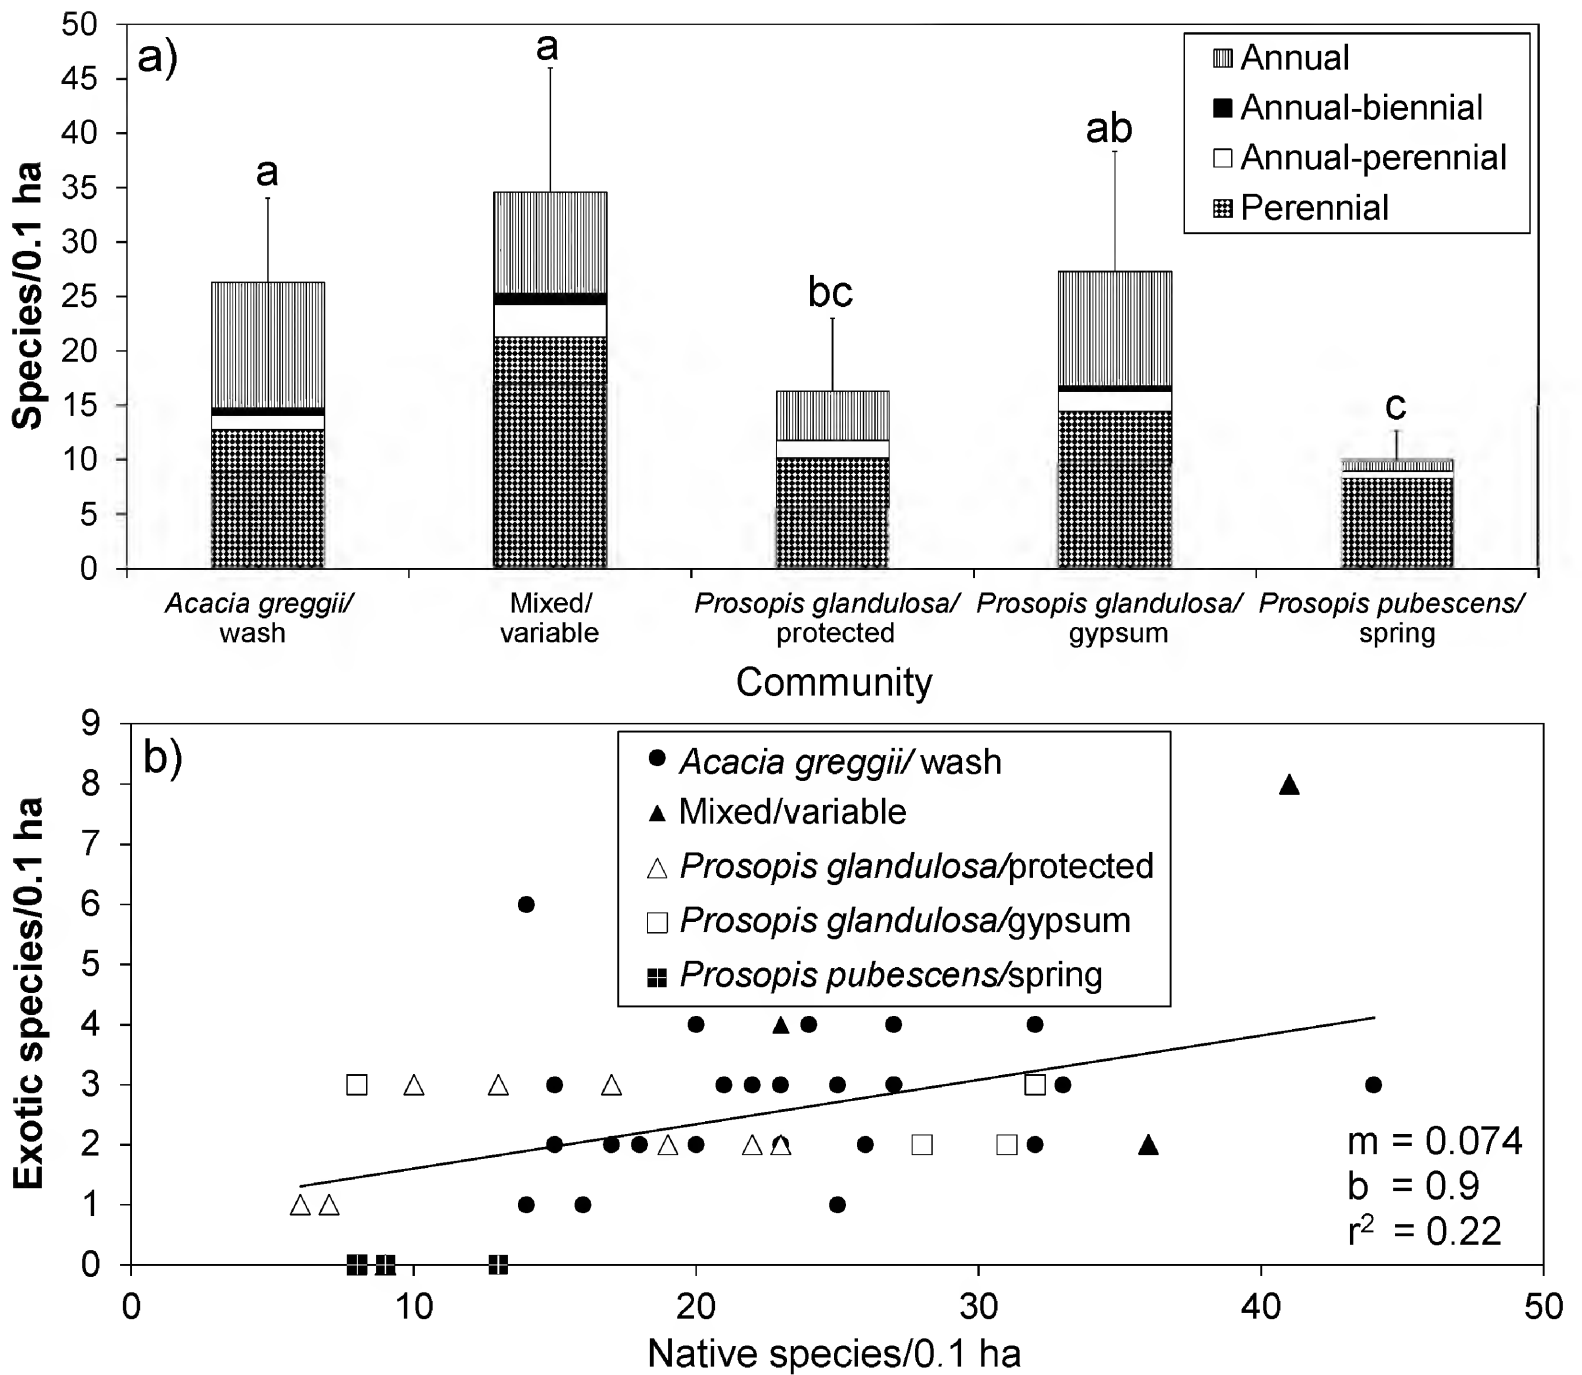 a)
Species/0.1 ha
50
45
40
35
30
25
20
15
10
5
0
a
a
bc
ab
c
Annual
Annual-biennial
Annual-perennial
Perennial
Acacia greggii/
wash
Mixed/
variable
Prosopis glandulosa/
protected
Prosopis glandulosa/
gypsum
Prosopis pubescens/
spring
Community
b)
Exotic species/0.1 ha
9
8
7
6
5
4
3
2
1
0
Acacia greggii/ wash
Mixed/variable
Prosopis glandulosa/protected
Prosopis glandulosa/gypsum
Prosopis pubescens/spring
m = 0.074
b = 0.9
r² = 0.22
0 10 20 30 40 50
Native species/0.1 ha